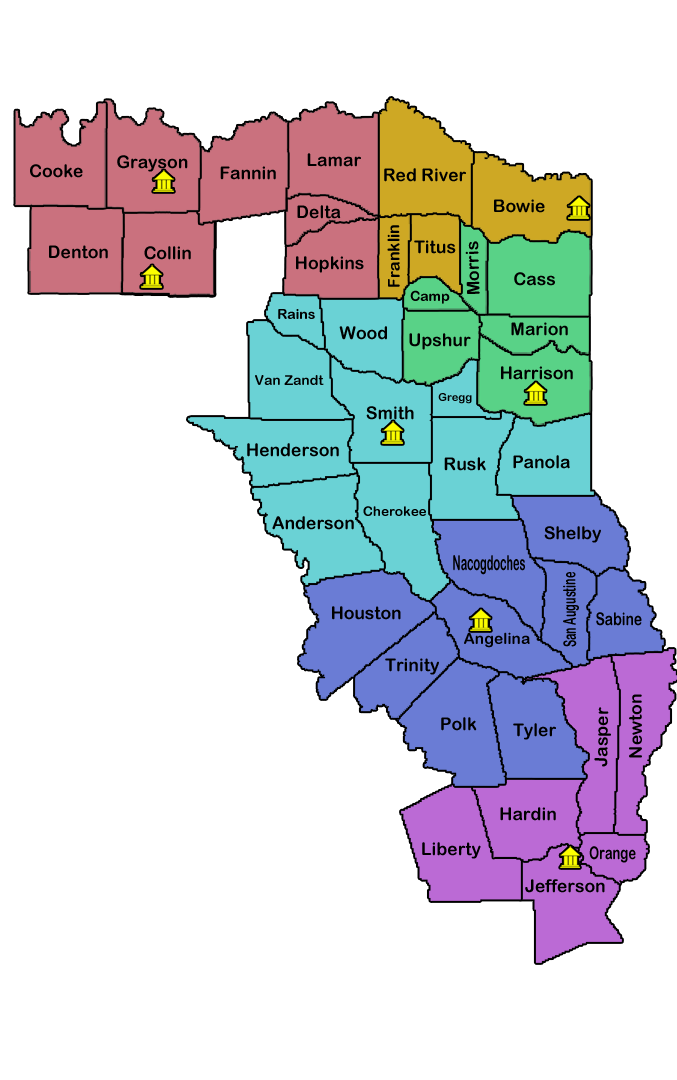 Cooke
Grayson
Fannin
Lamar
Red River
Bowie
Delta
Denton
Collin
Hopkins
Franklin
Titus
Morris
Cass
Camp
Rains
Wood
Upshur
Marion
Van Zandt
Harrison
Smith
Gregg
Henderson
Rusk
Panola
Anderson
Cherokee
Shelby
Nacogdoches
San Augustine
Sabine
Houston
Angelina
Trinity
Polk
Tyler
Jasper
Newton
Hardin
Liberty
Orange
Jefferson